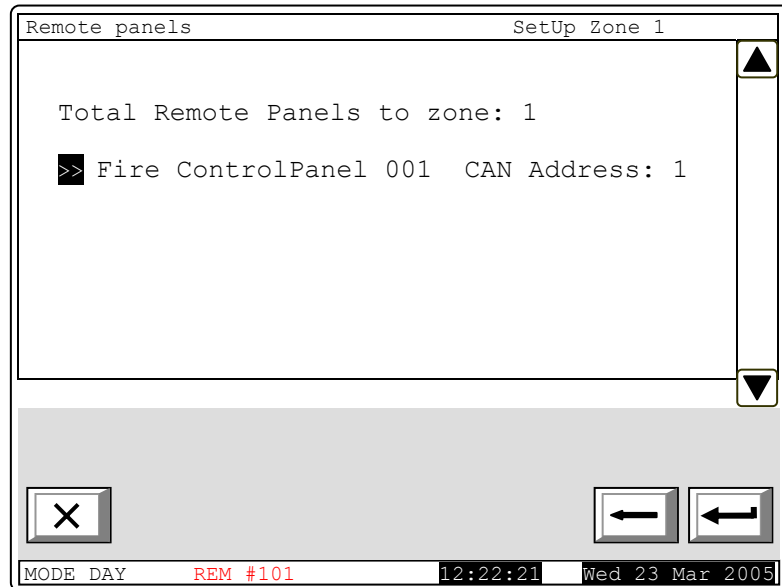 Remote panels SetUp Zone 1
Total Remote Panels to zone: 1
>> Fire ControlPanel 001 CAN Address: 1
MODE DAY REM #101 12:22:21 Wed 23 Mar 2005